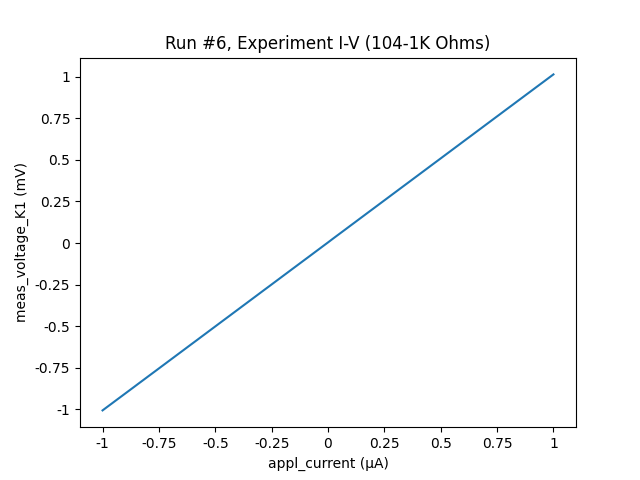 Run #6, Experiment I-V (104-1K Ohms)
1
0.75
0.5
0.25
0
-0.25
-0.5
-0.75
-1
meas_voltage_K1 (mV)
-1 -0.75 -0.5 -0.25 0 0.25 0.5 0.75 1
appl_current (μA)